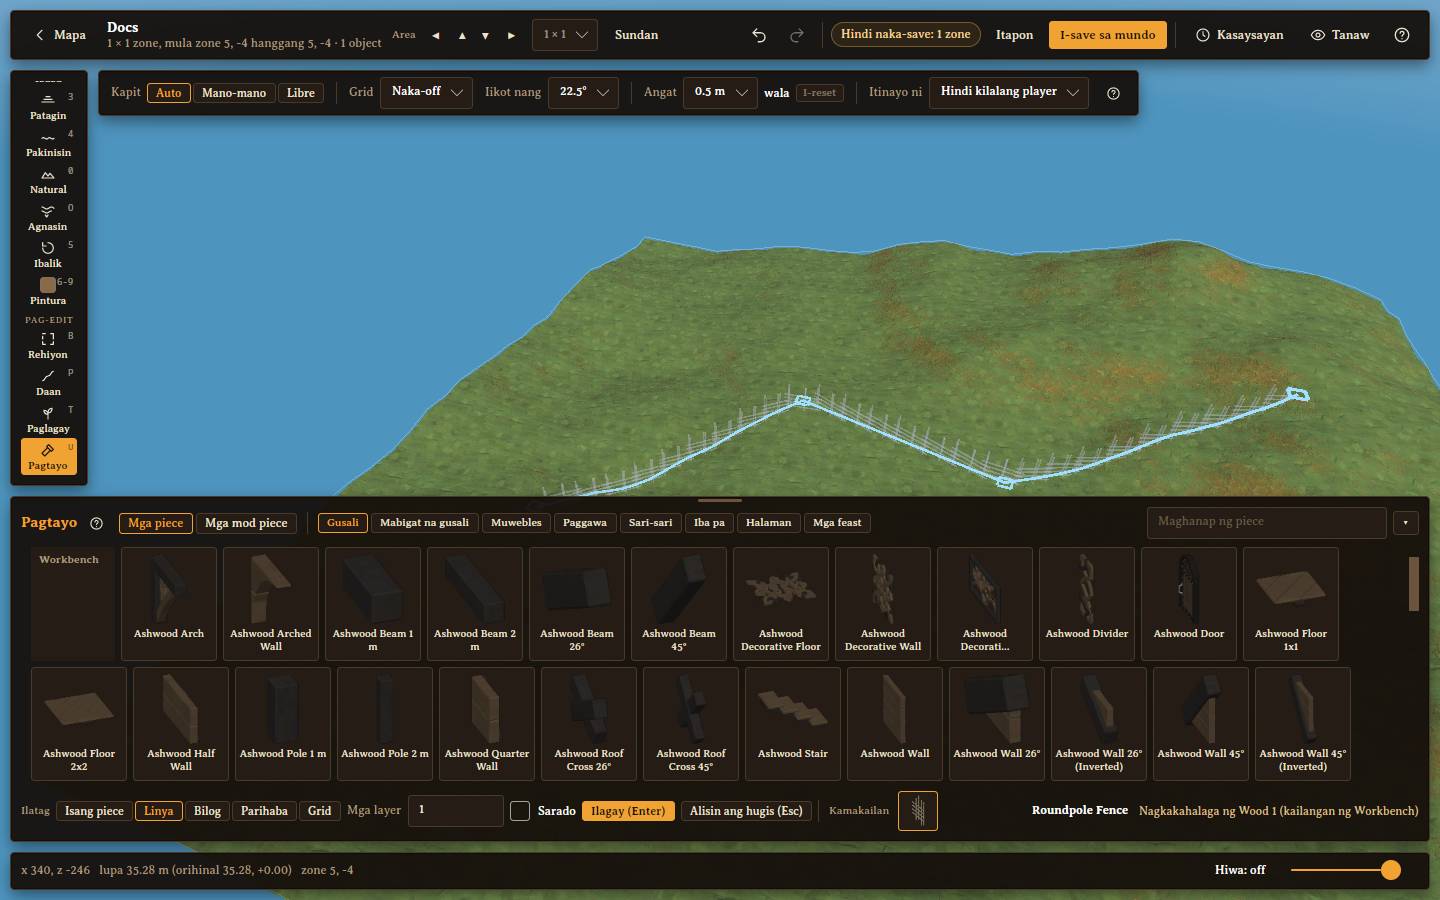 Mapa
Docs
1 × 1 zone, mula zone 5, -4 hanggang 5, -4 · 1 object
Area
1 × 1
Sundan
Hindi naka-save: 1 zone
Itapon
I-save sa mundo
Kasaysayan
Tanaw
Kapit
Auto
Mano-mano
Libre
Grid
Naka-off
Iikot nang
22.5°
Angat
0.5 m
wala
I-reset
Itinayo ni
Hindi kilalang player
3
Patagin
4
Pakinisin
0
Natural
O
Agnasin
5
Ibalik
6-9
Pintura
PAG-EDIT
B
Rehiyon
P
Daan
T
Paglagay
U
Pagtayo
Pagtayo
Mga piece
Mga mod piece
Gusali
Mabigat na gusali
Muwebles
Paggawa
Sari-sari
Iba pa
Halaman
Mga feast
Maghanap ng piece
Workbench
Ashwood Arch
Ashwood Arched
Wall
Ashwood Beam 1
m
Ashwood Beam 2
m
Ashwood Beam
26°
Ashwood Beam
45°
Ashwood
Decorative Floor
Ashwood
Decorative Wall
Ashwood
Decorati...
Ashwood Divider
Ashwood Door
Ashwood Floor
1x1
Ashwood Floor
2x2
Ashwood Half
Wall
Ashwood Pole 1 m
Ashwood Pole 2 m
Ashwood Quarter
Wall
Ashwood Roof
Cross 26°
Ashwood Roof
Cross 45°
Ashwood Stair
Ashwood Wall
Ashwood Wall 26°
Ashwood Wall 26°
(Inverted)
Ashwood Wall 45°
Ashwood Wall 45°
(Inverted)
Ilatag
Isang piece
Linya
Bilog
Parihaba
Grid
Mga layer
1
Sarado
Ilagay (Enter)
Alisin ang hugis (Esc)
Kamakailan
Roundpole Fence
Nagkakahalaga ng Wood 1 (kailangan ng Workbench)
x 340, z -246
lupa 35.28 m (orihinal 35.28, +0.00)
zone 5, -4
Hiwa: off